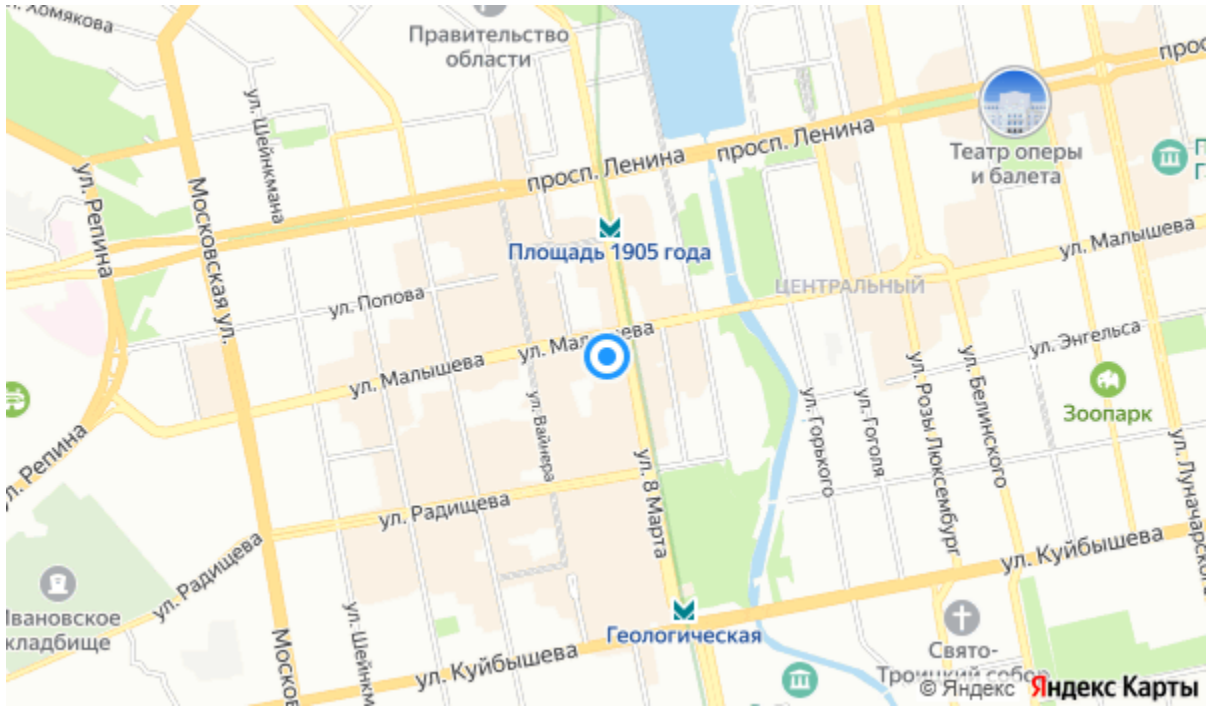 л. Хомякова
Правительство
области
ул. Шейнкмана
просп. Ленина
просп. Ленина
Театр оперы
и балета
ул. Репина
Московская ул.
Площадь 1905 года
ул. Малышева
ЦЕНТРАЛЬНЫЙ
ул. Попова
ул. Малышева
ул. Малышева
ул. Энгельса
Зоопарк
ул. Вайнера
ул. Горького
ул. Гоголя
ул. Розы Люксембург
ул. Белинского
ул. Луначарского
ул. Репина
ул. 8 Марта
ул. Радищева
ул. Радищева
ул. Куйбышева
Ивановское
кладбище
ул. Шейнкм
Москов
Геологическая
ул. Куйбышева
Свято-
Троицкий собор
© Яндекс Яндекс Карты